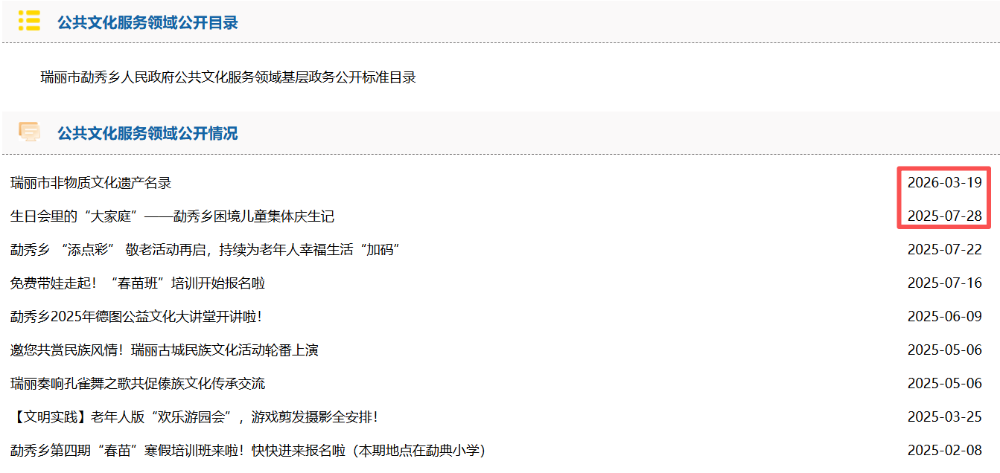 公共文化服务领域公开目录
瑞丽市勐秀乡人民政府公共文化服务领域基层政务公开标准目录
公共文化服务领域公开情况
瑞丽市非物质文化遗产名录 2026-03-19
生日会里的“大家庭”——勐秀乡困境儿童集体庆生记 2025-07-28
勐秀乡 “添点彩” 敬老活动再启，持续为老年人幸福生活“加码” 2025-07-22
免费带娃走起！“春苗班”培训开始报名啦 2025-07-16
勐秀乡2025年德图公益文化大讲堂开讲啦！ 2025-06-09
邀您共赏民族风情！瑞丽古城民族文化活动轮番上演 2025-05-06
瑞丽奏响孔雀舞之歌共促傣族文化传承交流 2025-05-06
【文明实践】老年人版“欢乐游园会”，游戏剪发摄影全安排！ 2025-03-25
勐秀乡第四期“春苗”寒假培训班来啦！快快进来报名啦（本期地点在勐典小学） 2025-02-08